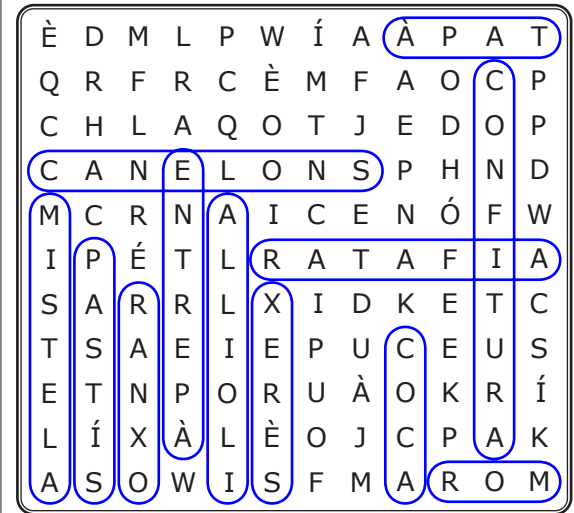 È D M L P W Í A À P A T
Q R F R C È M F A O C P
C H L A Q O T J E D O P
C A N E L O N S P H N D
M C R N A I C E N Ó F W
I P É T L R A T A F I A
S A R R L X I D K E T C
T S A E I E P U C E U S
E T N P O R U À O K R Í
L Í X À L È O J C P A K
A S O W I S F M A R O M